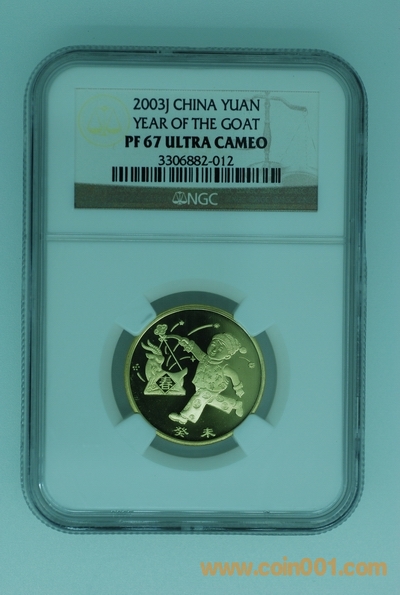 2003J CHINA YUAN
YEAR OF THE GOAT
PF 67 ULTRA CAMEO
3306882-012
NGC
春
癸未
www.coin001.com